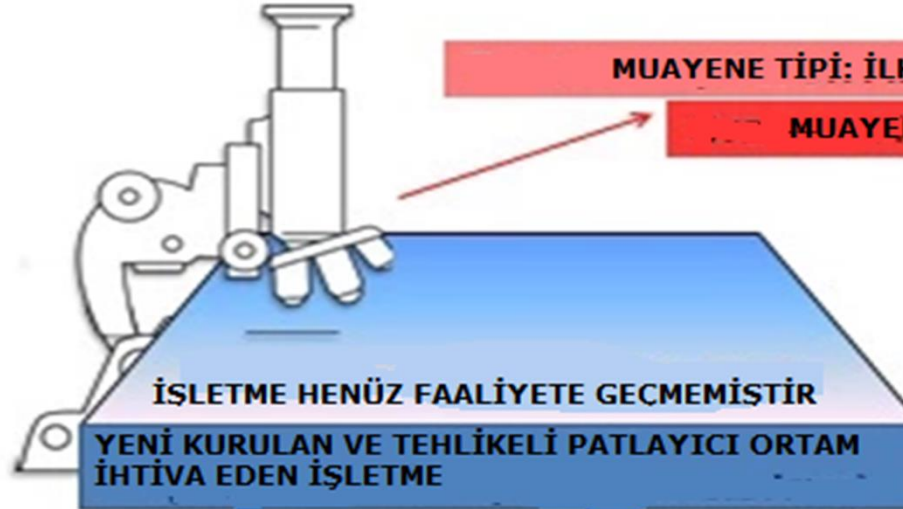 MUAYENE TİPİ: İL
MUAYE
İŞLETME HENÜZ FAALİYETE GEÇMEMİŞTİR
YENİ KURULAN VE TEHLİKELİ PATLAYICI ORTAM
İHTİVA EDEN İŞLETME